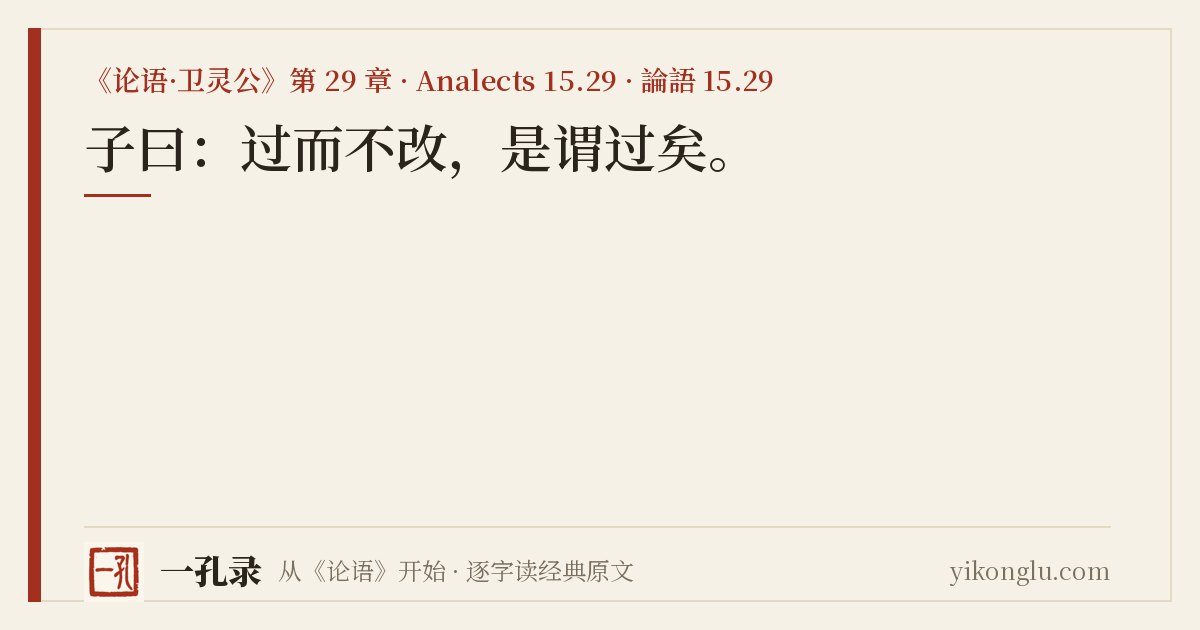 《论语·卫灵公》第 29 章 · Analects 15.29 · 論語 15.29
子曰：过而不改，是谓过矣。
一孔
一孔录 从《论语》开始 · 逐字读经典原文
yikonglu.com